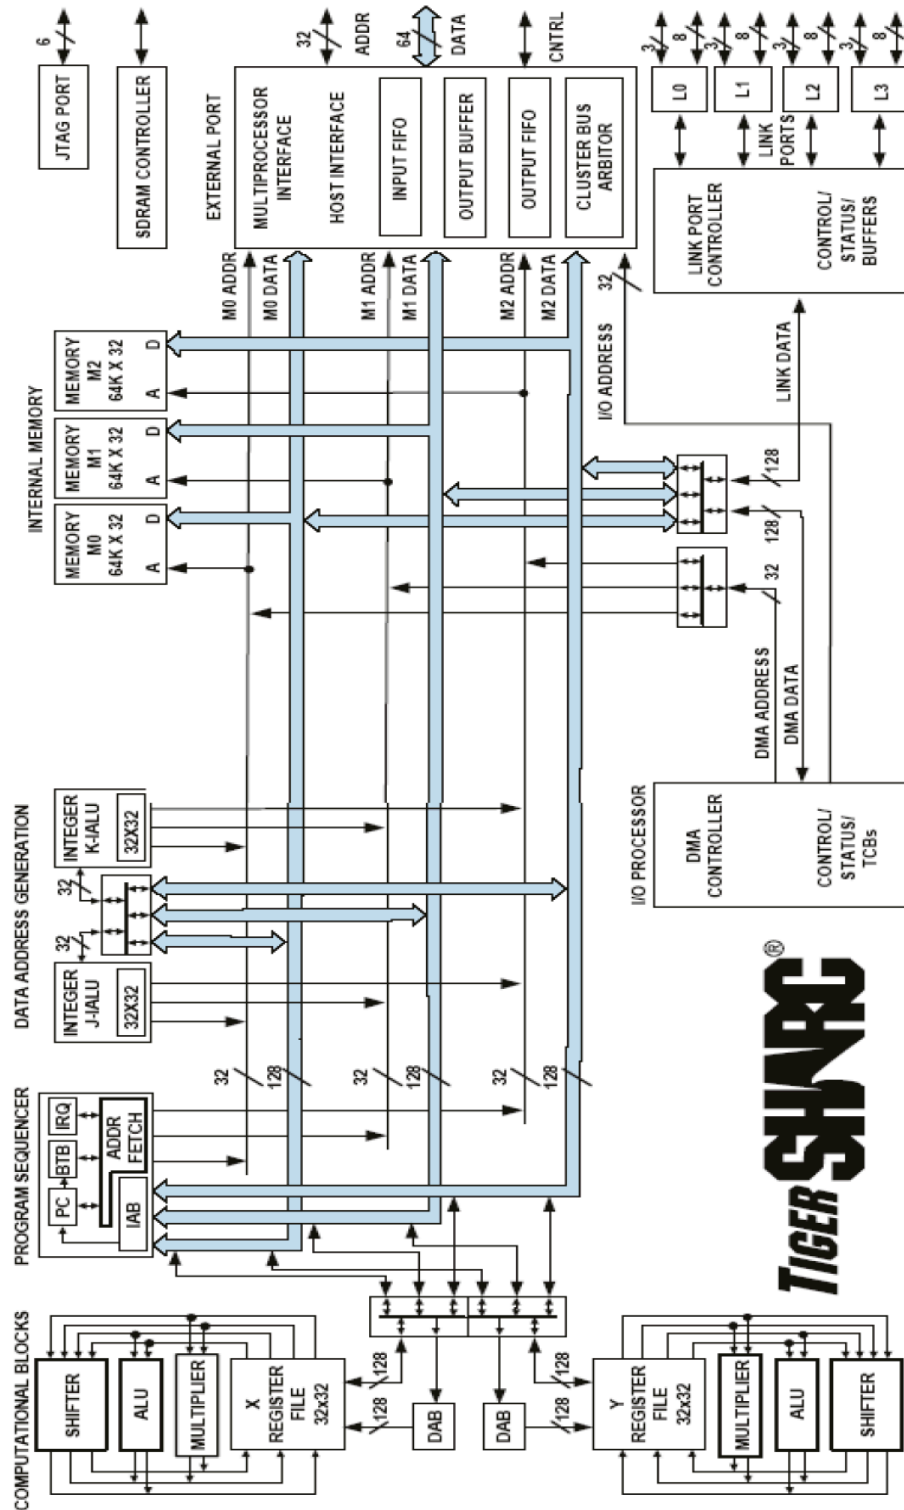 COMPUTATIONAL BLOCKS
SHIFTER
ALU
MULTIPLIER
X
REGISTER
FILE
32x32
128
128
DAB
DAB
128
128
Y
REGISTER
FILE
32x32
MULTIPLIER
ALU
SHIFTER
PROGRAM SEQUENCER
PC
BTB
IRQ
IAB
ADDR
FETCH
32
128
32
128
32
128
DATA ADDRESS GENERATION
INTEGER
J-IALU
32X32
32
32
INTEGER
K-IALU
32X32
INTERNAL MEMORY
MEMORY
M0
64K X 32
A
D
MEMORY
M1
64K X 32
A
D
MEMORY
M2
64K X 32
A
D
M0 ADDR
M0 DATA
M1 ADDR
M1 DATA
M2 ADDR
M2 DATA
JTAG PORT
6
SDRAM CONTROLLER
EXTERNAL PORT
MULTIPROCESSOR
INTERFACE
HOST INTERFACE
INPUT FIFO
OUTPUT BUFFER
OUTPUT FIFO
CLUSTER BUS
ARBITOR
32
ADDR
64
DATA
CNTRL
I/O ADDRESS
32
I/O PROCESSOR
DMA
CONTROLLER
CONTROL/
STATUS/
TCBs
DMA ADDRESS
DMA DATA
32
128
128
LINK DATA
LINK PORT
CONTROLLER
CONTROL/
STATUS/
BUFFERS
LINK
PORTS
L0
3
8
L1
3
8
L2
3
8
L3
3
8
TIGERSHARC®